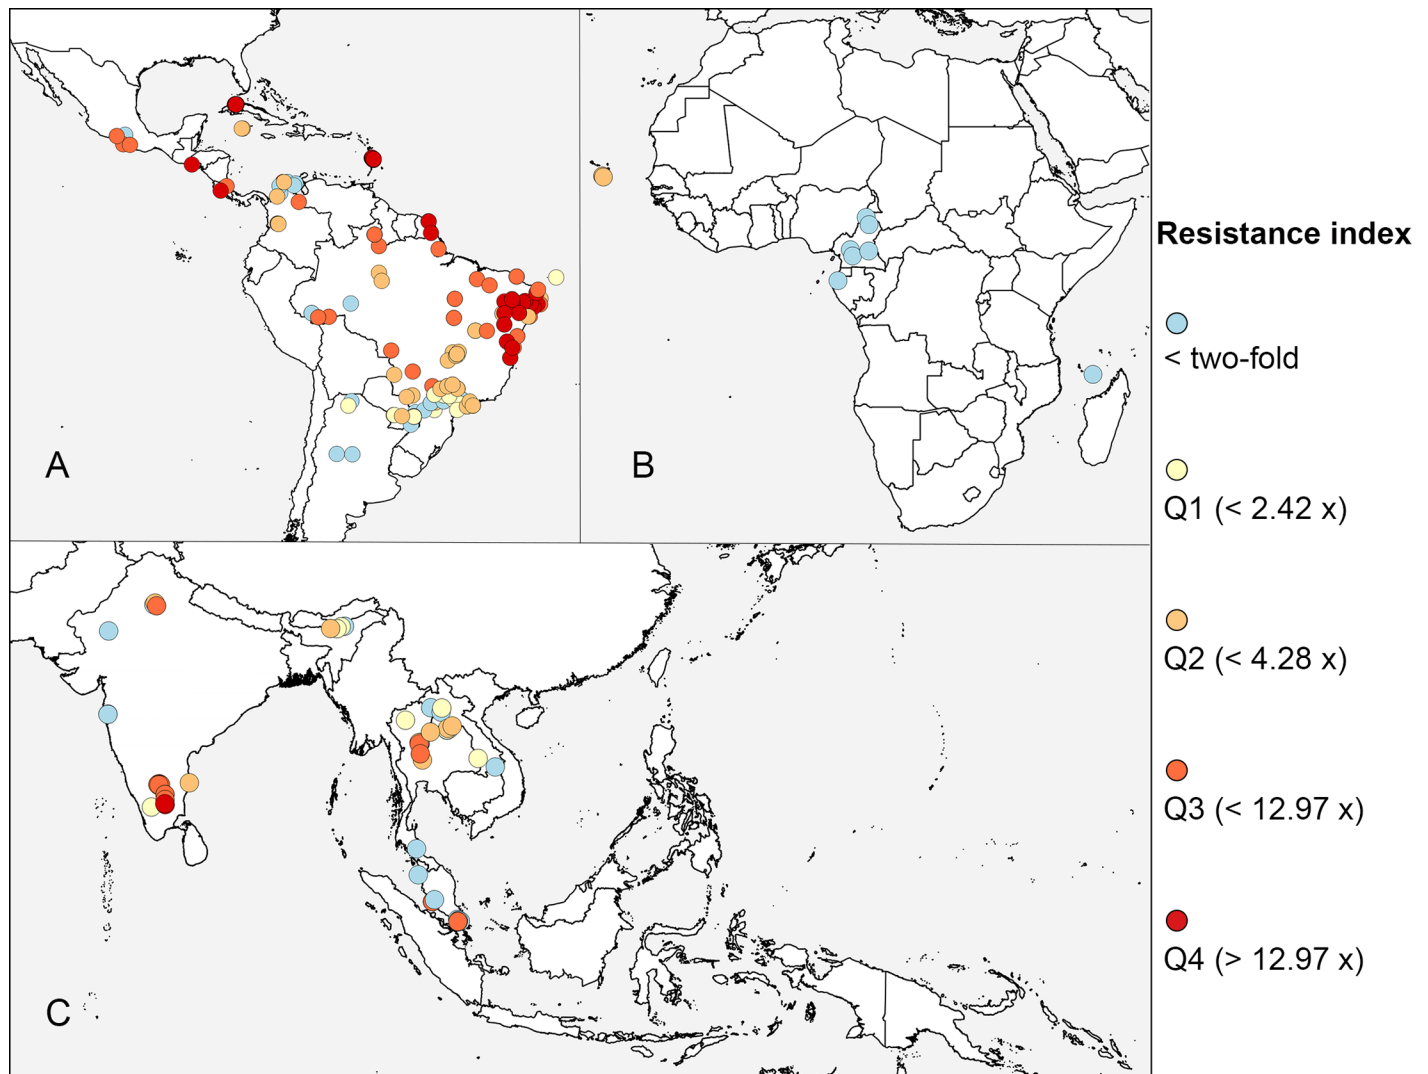 A
B
C
Resistance index
< two-fold
Q1 (< 2.42 x)
Q2 (< 4.28 x)
Q3 (< 12.97 x)
Q4 (> 12.97 x)